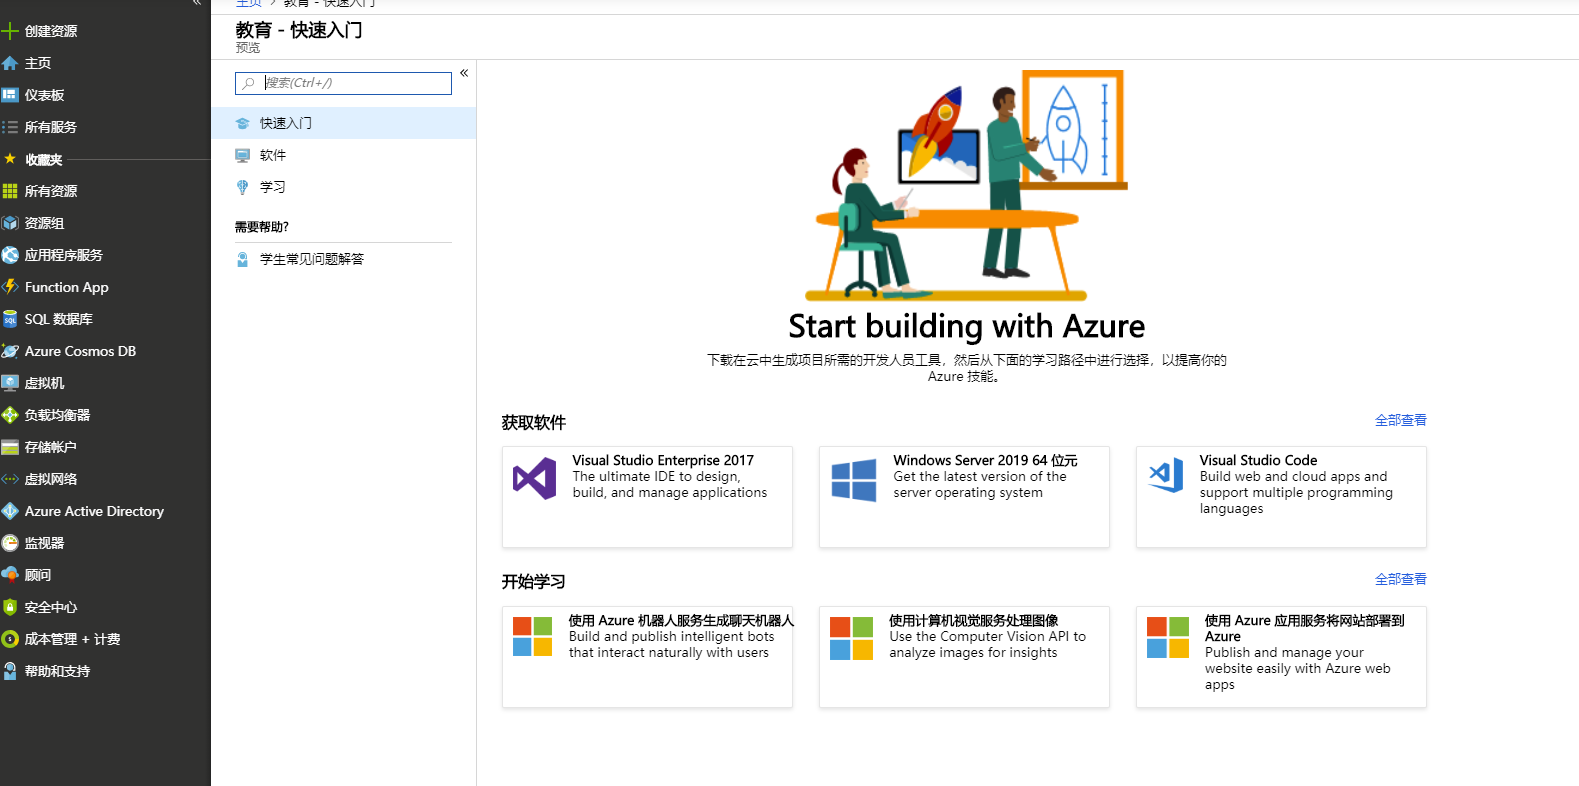 «
创建资源
主页
仪表板
所有服务
收藏夹
所有资源
资源组
应用程序服务
Function App
SQL 数据库
Azure Cosmos DB
虚拟机
负载均衡器
存储帐户
虚拟网络
Azure Active Directory
监视器
顾问
安全中心
成本管理 + 计费
帮助和支持
主页 > 教育 - 快速入门
教育 - 快速入门
预览
搜索(Ctrl+/)
«
快速入门
软件
学习
需要帮助?
学生常见问题解答
Start building with Azure
下载在云中生成项目所需的开发人员工具，然后从下面的学习路径中进行选择，以提高你的
Azure 技能。
获取软件
全部查看
Visual Studio Enterprise 2017
The ultimate IDE to design,
build, and manage applications
Windows Server 2019 64 位元
Get the latest version of the
server operating system
Visual Studio Code
Build web and cloud apps and
support multiple programming
languages
开始学习
全部查看
使用 Azure 机器人服务生成聊天机器人
Build and publish intelligent bots
that interact naturally with users
使用计算机视觉服务处理图像
Use the Computer Vision API to
analyze images for insights
使用 Azure 应用服务将网站部署到
Azure
Publish and manage your
website easily with Azure web
apps